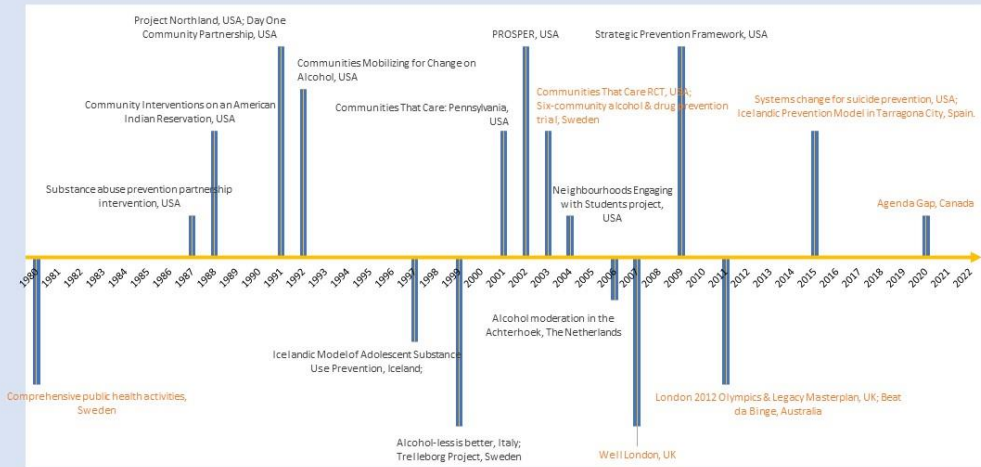 Project Northland, USA; Day One
Community Partnership, USA
PROSPER, USA
Strategic Prevention Framework, USA
Communities Mobilizing for Change on
Alcohol, USA
Community Interventions on an American
Indian Reservation, USA
Communities That Care: Pennsylvania,
USA
Communities That Care RCT, USA;
Six-community alcohol & drug prevention
trial, Sweden
Systems change for suicide prevention, USA;
Icelandic Prevention Model in Tarragona City, Spain.
Substance abuse prevention partnership
intervention, USA
Neighbourhoods Engaging
with Students project,
USA
Agenda Gap, Canada
1980 1981 1982 1983 1984 1985 1986 1987 1988 1989 1990 1991 1992 1993 1994 1995 1996 1997 1998 1999 2000 2001 2002 2003 2004 2005 2006 2007 2008 2009 2010 2011 2012 2013 2014 2015 2016 2017 2018 2019 2020 2021 2022
Alcohol moderation in the
Achterhoek, The Netherlands
Icelandic Model of Adolescent Substance
Use Prevention, Iceland;
Comprehensive public health activities,
Sweden
London 2012 Olympics & Legacy Masterplan, UK; Beat
da Binge, Australia
Alcohol-less is better, Italy;
Trelleborg Project, Sweden
Well London, UK